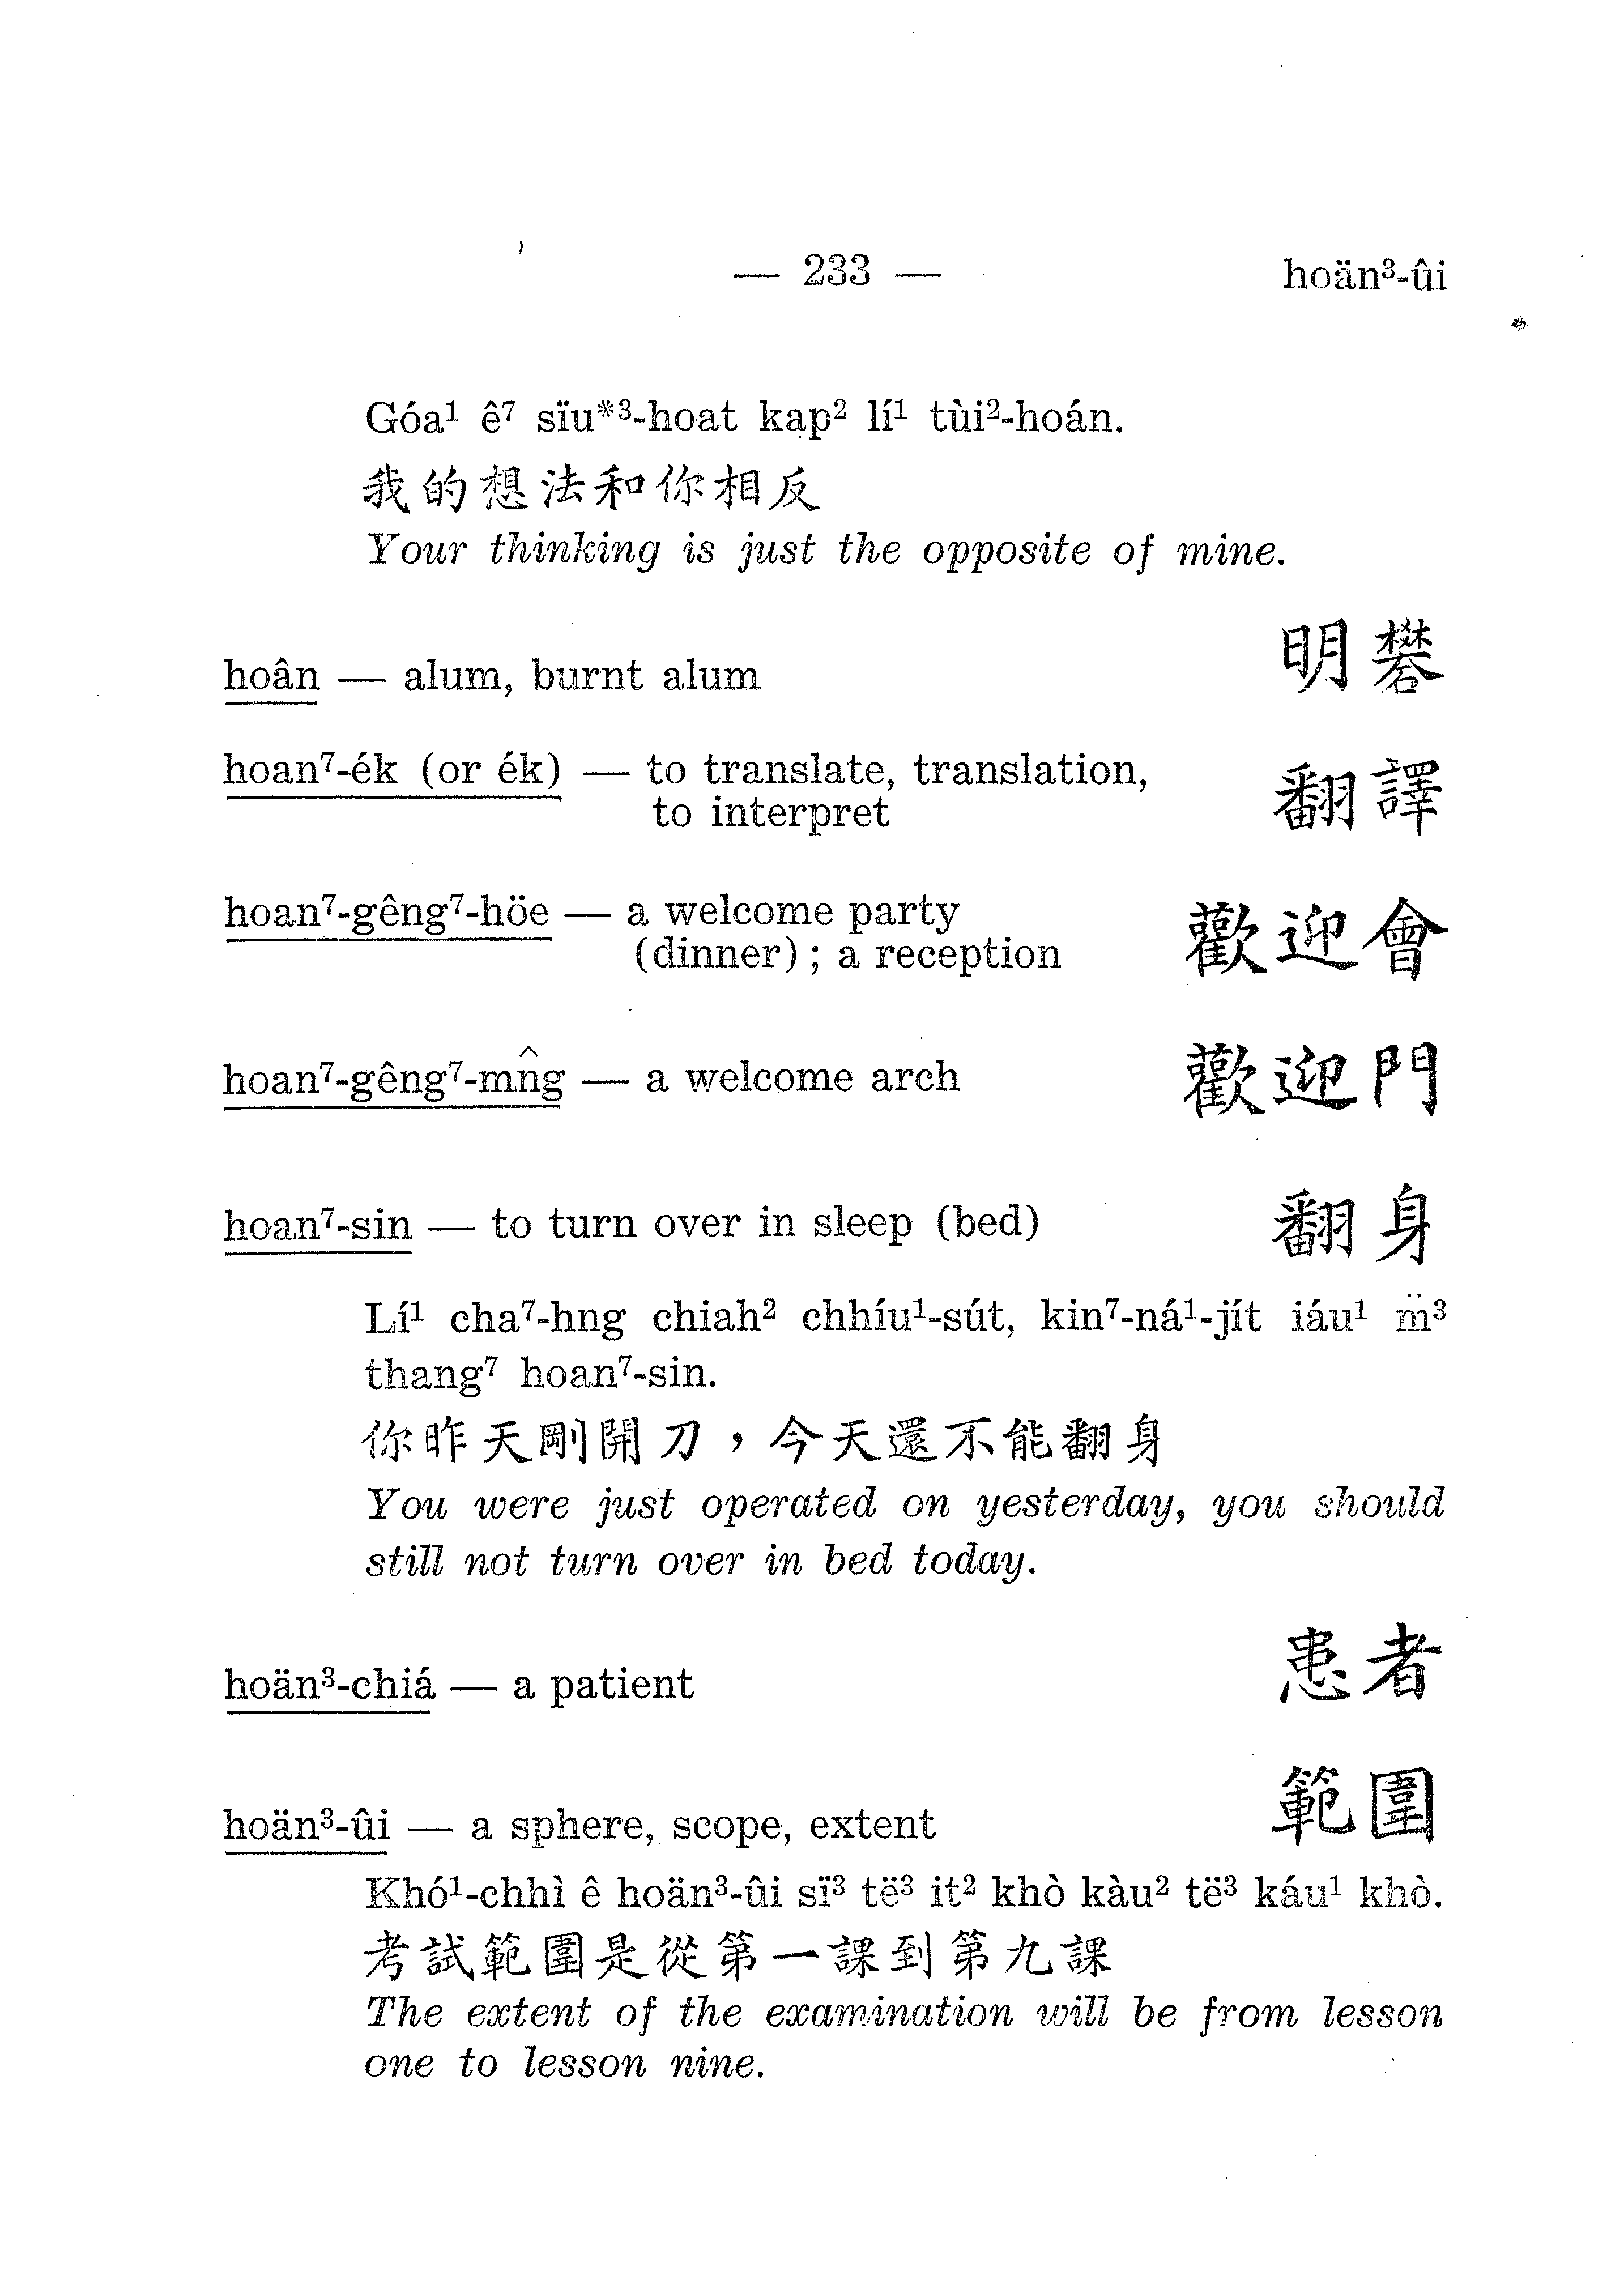 — 233 —
hoän³-ûi
Góa¹ ê⁷ sïu*³-hoat kap² lí¹ tùi²-hoán.
我的想法和你相反
Your thinking is just the opposite of mine.
hoân — alum, burnt alum 明礬
hoan⁷-ék (or ék) — to translate, translation, 翻譯
to interpret
hoan⁷-gêng⁷-höe — a welcome party 歡迎會
(dinner) ; a reception
hoan⁷-gêng⁷-mn̂g — a welcome arch 歡迎門
hoan⁷-sin — to turn over in sleep (bed) 翻身
Lí¹ cha⁷-hng chiah² chhíu¹-sút, kin⁷-ná¹-jít iáu¹ m̈³
thang⁷ hoan⁷-sin.
你昨天剛開刀，今天還不能翻身
You were just operated on yesterday, you should
still not turn over in bed today.
hoän³-chiá — a patient 患者
hoän³-ûi — a sphere, scope, extent 範圍
Khó¹-chhì ê hoän³-ûi sï³ të³ it² khò kàu² të³ káu¹ khò.
考試範圍是從第一課到第九課
The extent of the examination will be from lesson
one to lesson nine.